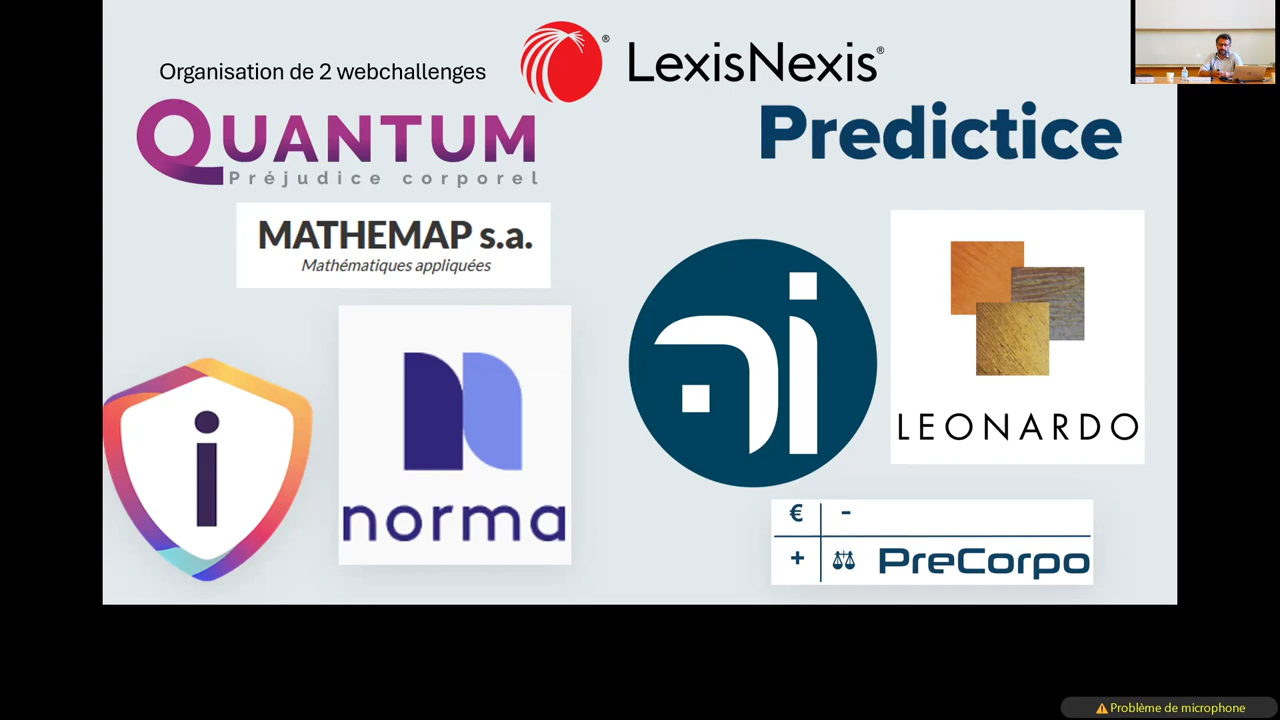 Organisation de 2 webchallenges
LexisNexis®
®
QUANTUM
Préjudice corporel
Predictice
MATHEMAP s.a.
Mathématiques appliquées
i
norma
LEONARDO
€ -
+ PreCorpo
Problème de microphone